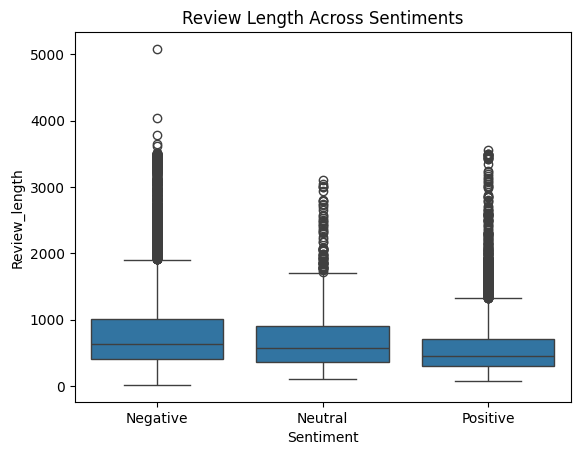 Review Length Across Sentiments
5000
4000
3000
2000
1000
0
Review_length
Negative
Neutral
Positive
Sentiment